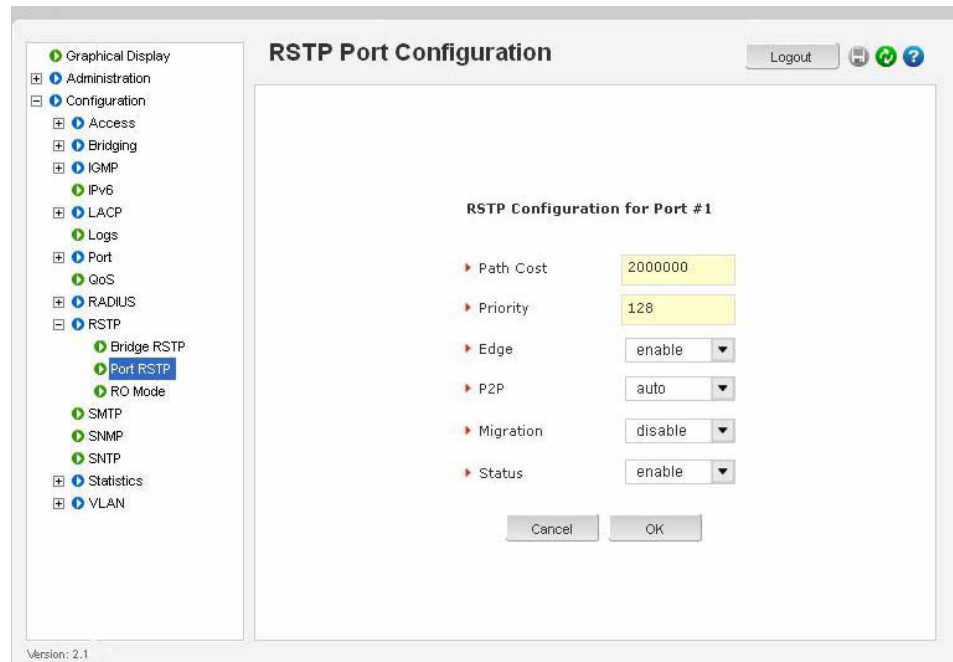 RSTP Port Configuration
Logout
Graphical Display
Administration
Configuration
Access
Bridging
IGMP
IPv6
LACP
Logs
Port
QoS
RADIUS
RSTP
Bridge RSTP
Port RSTP
RO Mode
SMTP
SNMP
SNTP
Statistics
VLAN
RSTP Configuration for Port #1
Path Cost 2000000
Priority 128
Edge enable
P2P auto
Migration disable
Status enable
Cancel OK
Version: 2.1